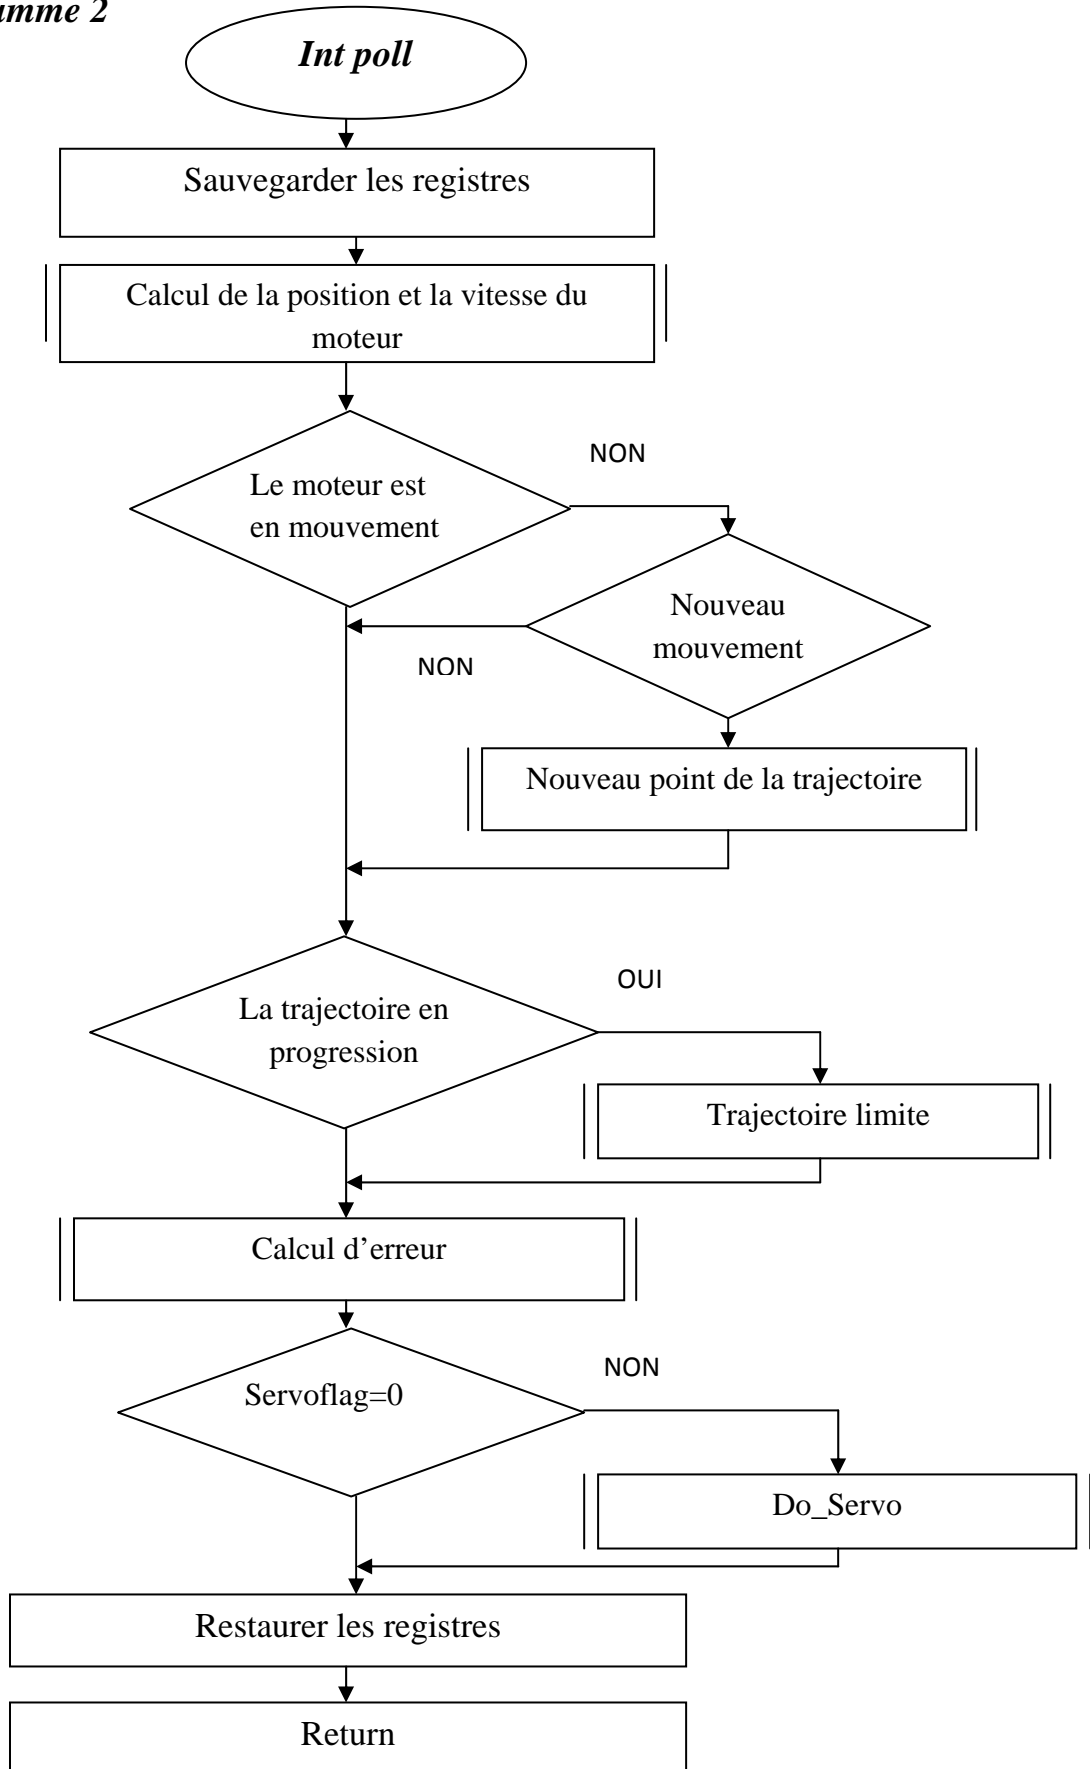 2
Int poll
Sauvegarder les registres
Calcul de la position et la vitesse du
moteur
NON
Le moteur est
en mouvement
Nouveau
mouvement
NON
Nouveau point de la trajectoire
OUI
La trajectoire en
progression
Trajectoire limite
Calcul d’erreur
NON
Servoflag=0
Do_Servo
Restaurer les registres
Return